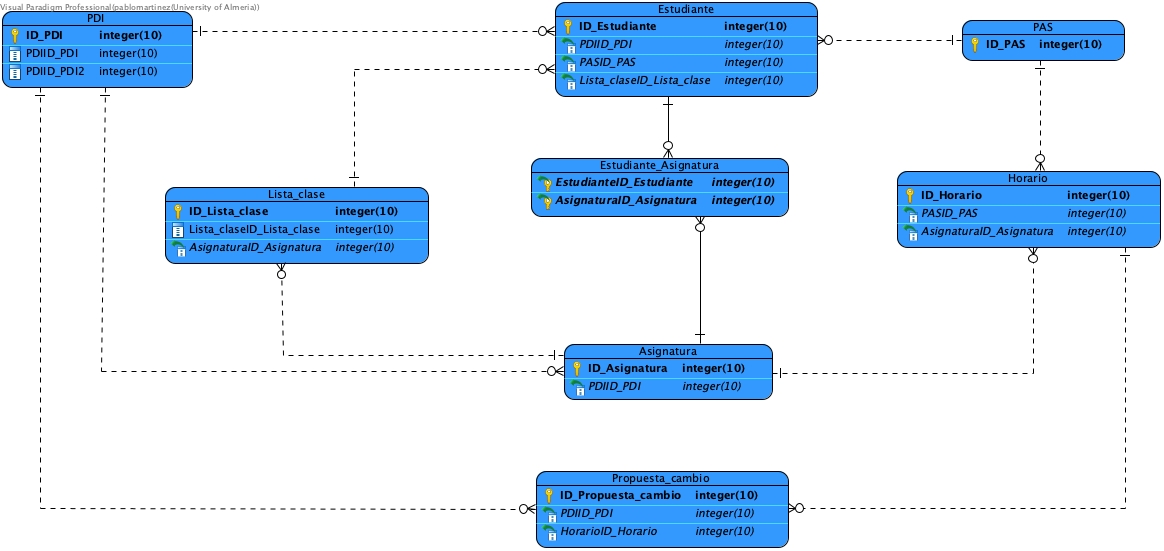 Visual Paradigm Professional(pablomartinez(University of Almeria))
PDI
ID_PDI integer(10)
PDIID_PDI integer(10)
PDIID_PDI2 integer(10)
Estudiante
ID_Estudiante integer(10)
PDIID_PDI integer(10)
PASID_PAS integer(10)
Lista_claseID_Lista_clase integer(10)
PAS
ID_PAS integer(10)
Estudiante_Asignatura
EstudianteID_Estudiante integer(10)
AsignaturaID_Asignatura integer(10)
Lista_clase
ID_Lista_clase integer(10)
Lista_claseID_Lista_clase integer(10)
AsignaturaID_Asignatura integer(10)
Horario
ID_Horario integer(10)
PASID_PAS integer(10)
AsignaturaID_Asignatura integer(10)
Asignatura
ID_Asignatura integer(10)
PDIID_PDI integer(10)
Propuesta_cambio
ID_Propuesta_cambio integer(10)
PDIID_PDI integer(10)
HorarioID_Horario integer(10)